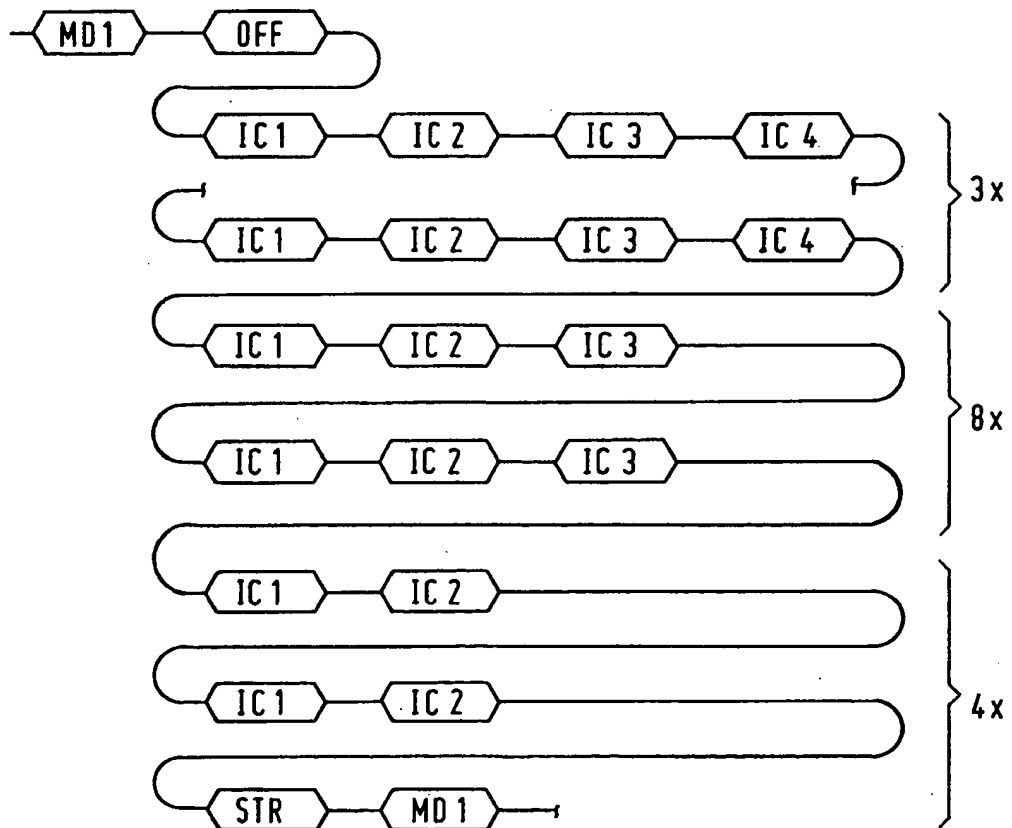 MD1 OFF
IC1 IC2 IC3 IC4
3x
IC1 IC2 IC3 IC4
IC1 IC2 IC3
8x
IC1 IC2 IC3
IC1 IC2
IC1 IC2
4x
STR MD1